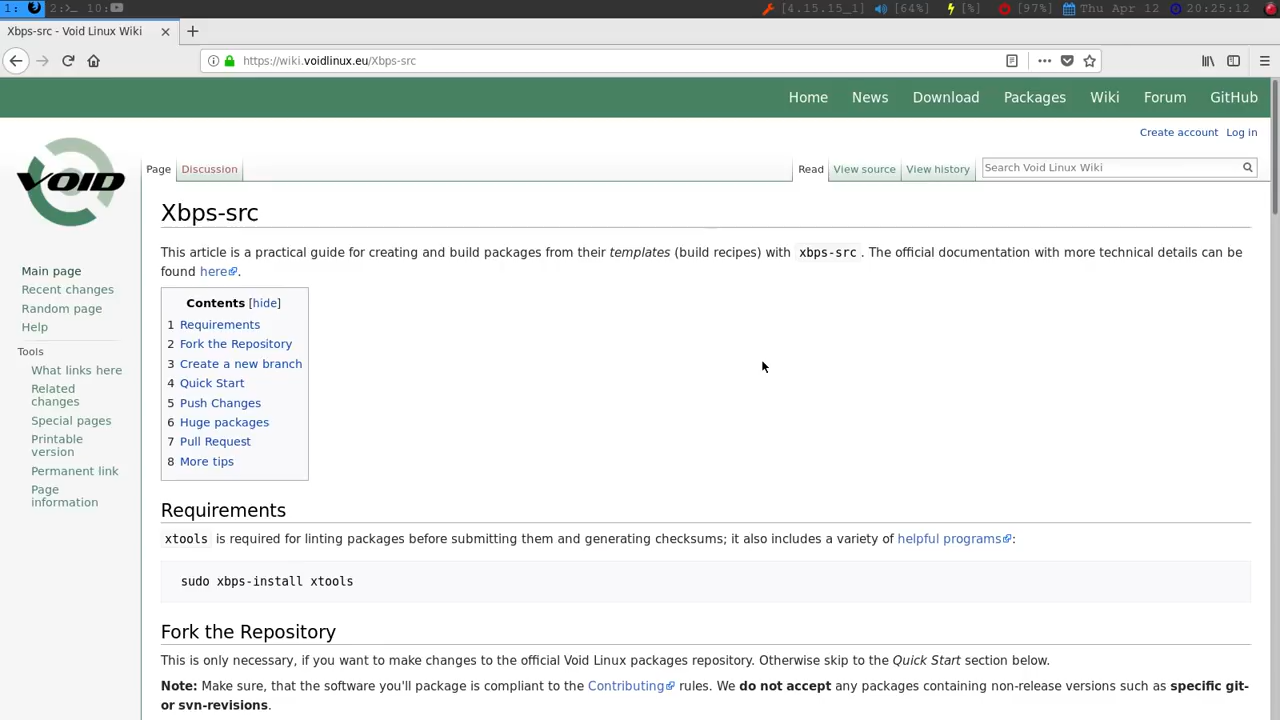 1: 2: 10: [4.15.15_1] [64%] [%] [97%] Thu Apr 12 20:25:12
Xbps-src - Void Linux Wiki
https://wiki.voidlinux.eu/Xbps-src
Home News Download Packages Wiki Forum GitHub
Create account Log in
VOID
Page Discussion Read View source View history Search Void Linux Wiki
Xbps-src
This article is a practical guide for creating and build packages from their templates (build recipes) with xbps-src . The official documentation with more technical details can be
found here.
Main page
Recent changes
Random page
Help
Tools
What links here
Related
changes
Special pages
Printable
version
Permanent link
Page
information
Contents [hide]
1 Requirements
2 Fork the Repository
3 Create a new branch
4 Quick Start
5 Push Changes
6 Huge packages
7 Pull Request
8 More tips
Requirements
xtools is required for linting packages before submitting them and generating checksums; it also includes a variety of helpful programs:
sudo xbps-install xtools
Fork the Repository
This is only necessary, if you want to make changes to the official Void Linux packages repository. Otherwise skip to the Quick Start section below.
Note: Make sure, that the software you'll package is compliant to the Contributing rules. We do not accept any packages containing non-release versions such as specific git-
or svn-revisions.